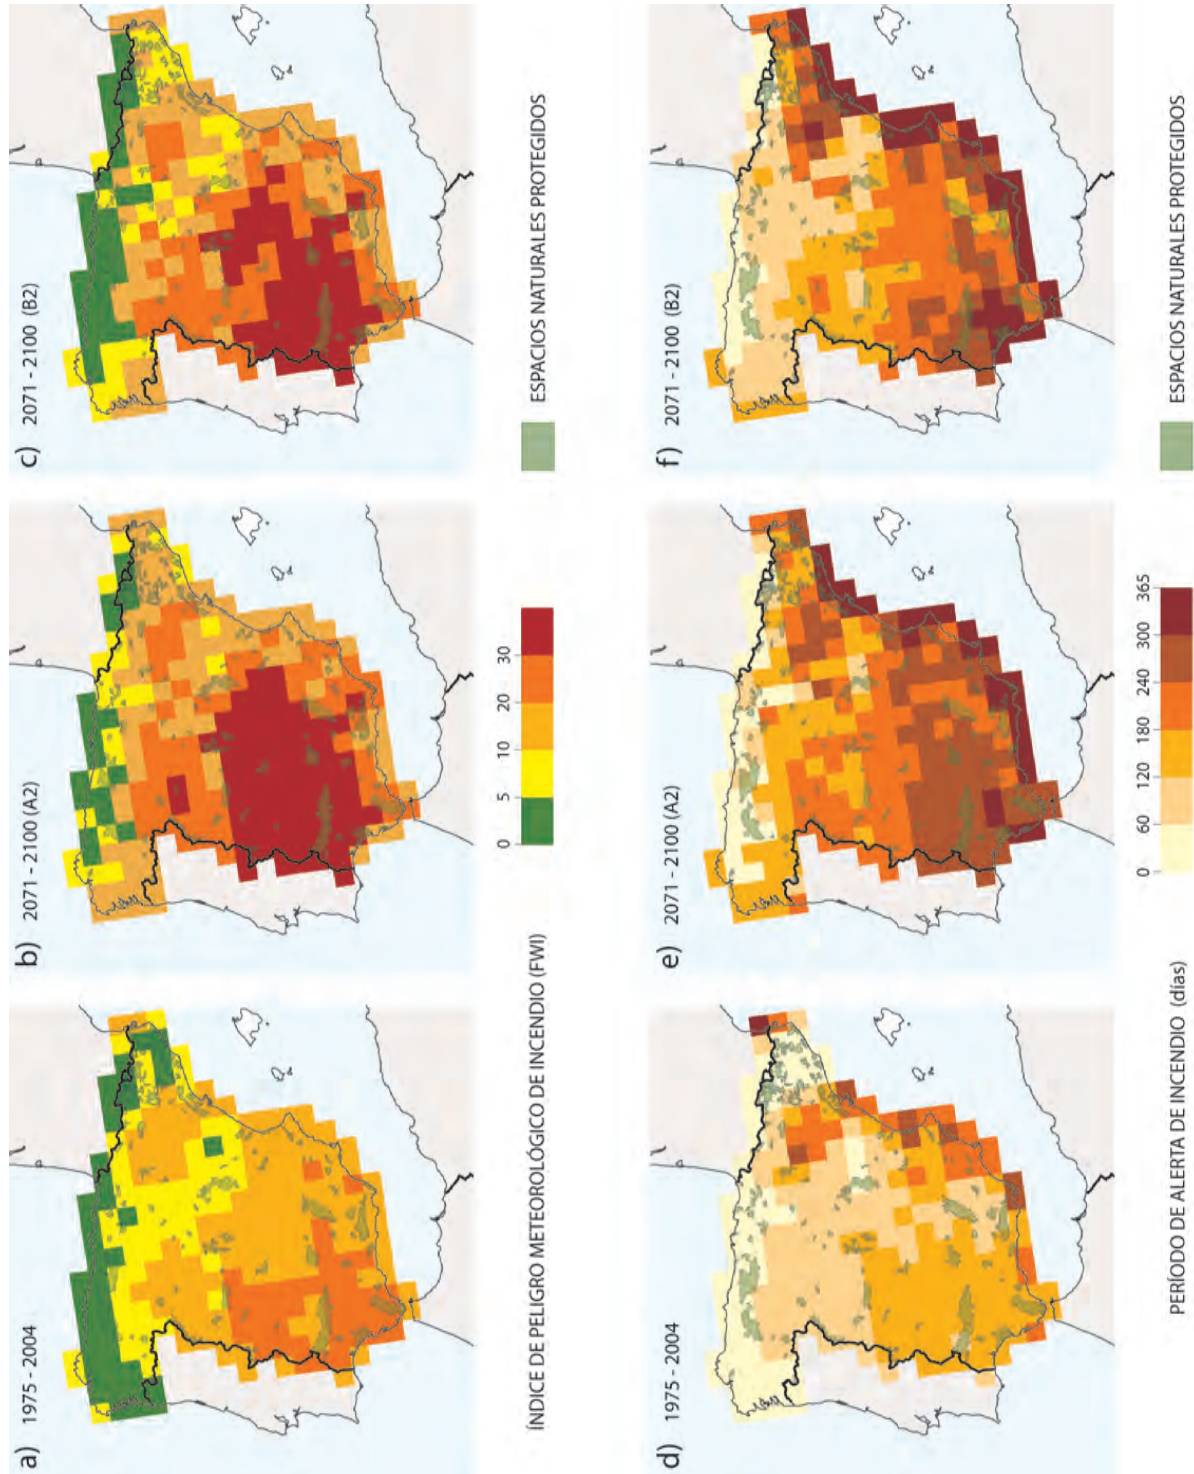 a) 1975 - 2004
b) 2071 - 2100 (A2)
c) 2071 - 2100 (B2)
ÍNDICE DE PELIGRO METEOROLÓGICO DE INCENDIO (FWI)
0 5 10 20 30
ESPACIOS NATURALES PROTEGIDOS
d) 1975 - 2004
e) 2071 - 2100 (A2)
f) 2071 - 2100 (B2)
PERÍODO DE ALERTA DE INCENDIO (días)
0 60 120 180 240 300 365
ESPACIOS NATURALES PROTEGIDOS